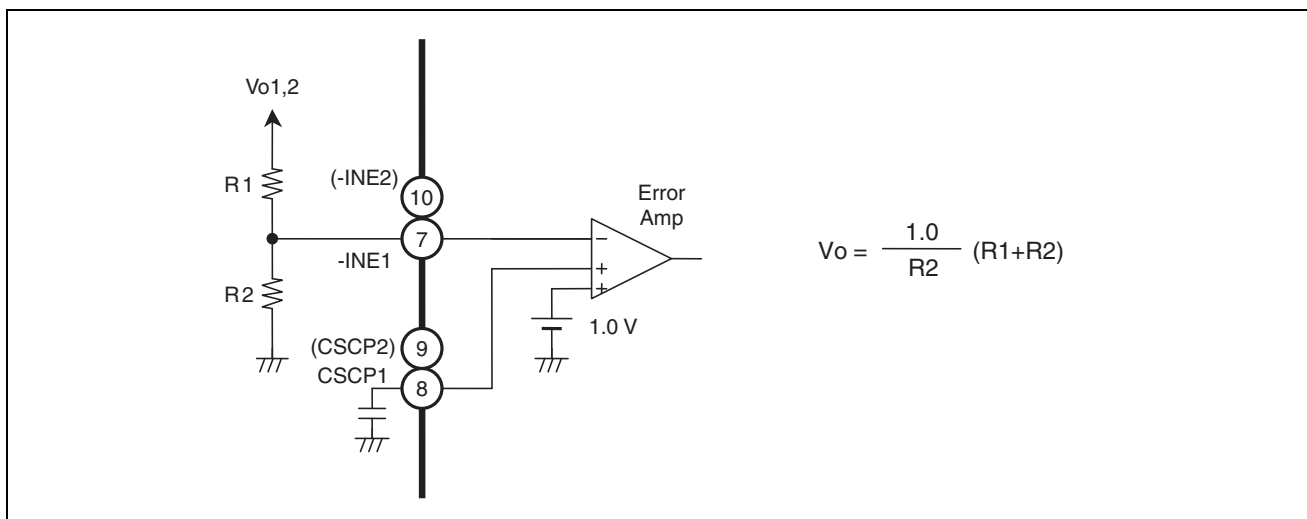 Vo1,2
R1
(-INE2)
10
7
-INE1
R2
(CSCP2)
9
CSCP1
8
Error
Amp
−
+
+
1.0 V
Vo = 1.0 / R2 (R1+R2)